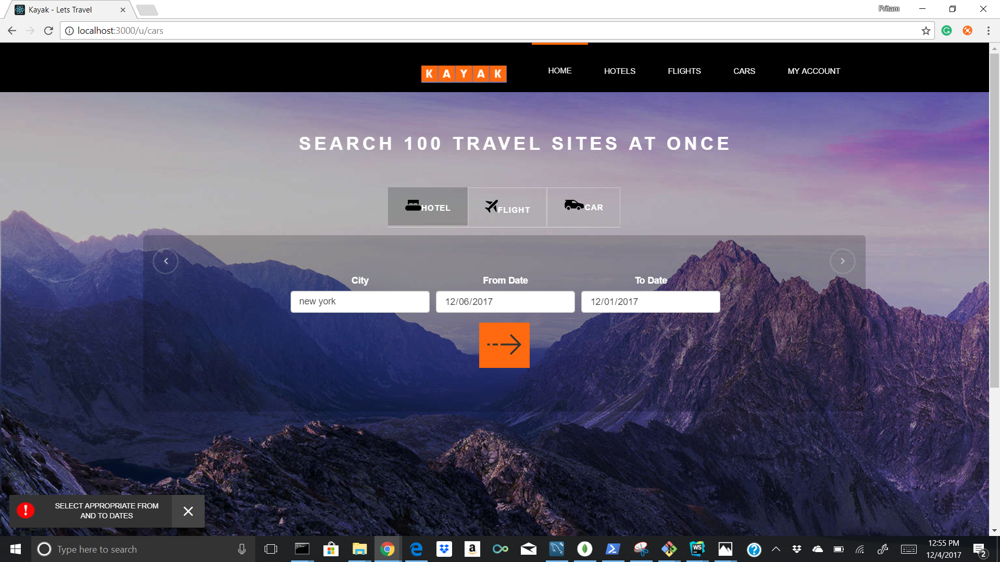 Kayak - Lets Travel
Pritam
localhost:3000/u/cars
KAYAK
HOME
HOTELS
FLIGHTS
CARS
MY ACCOUNT
SEARCH 100 TRAVEL SITES AT ONCE
HOTEL
FLIGHT
CAR
City
From Date
To Date
new york
12/06/2017
12/01/2017
SELECT APPROPRIATE FROM
AND TO DATES
Type here to search
WS
12:55 PM
12/4/2017
2